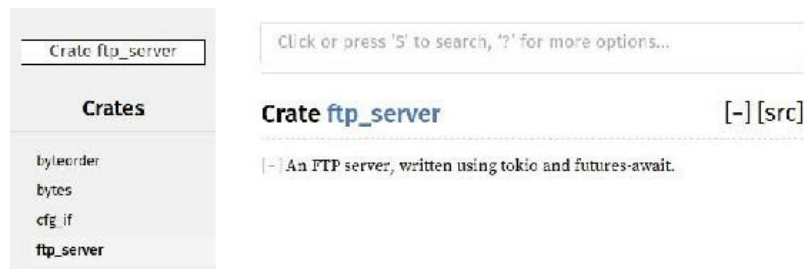 Crate ftp_server
Crates
byteorder
bytes
cfg_if
ftp_server
Click or press 'S' to search, '?' for more options...
Crate ftp_server [-] [src]
[-] An FTP server, written using tokio and futures-await.